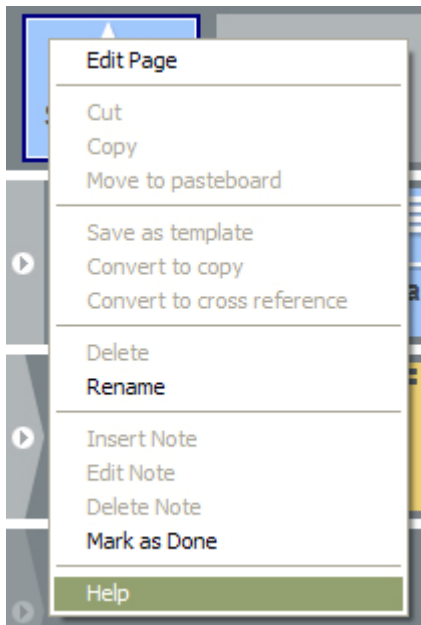 Edit Page
Cut
Copy
Move to pasteboard
Save as template
Convert to copy
Convert to cross reference
Delete
Rename
Insert Note
Edit Note
Delete Note
Mark as Done
Help